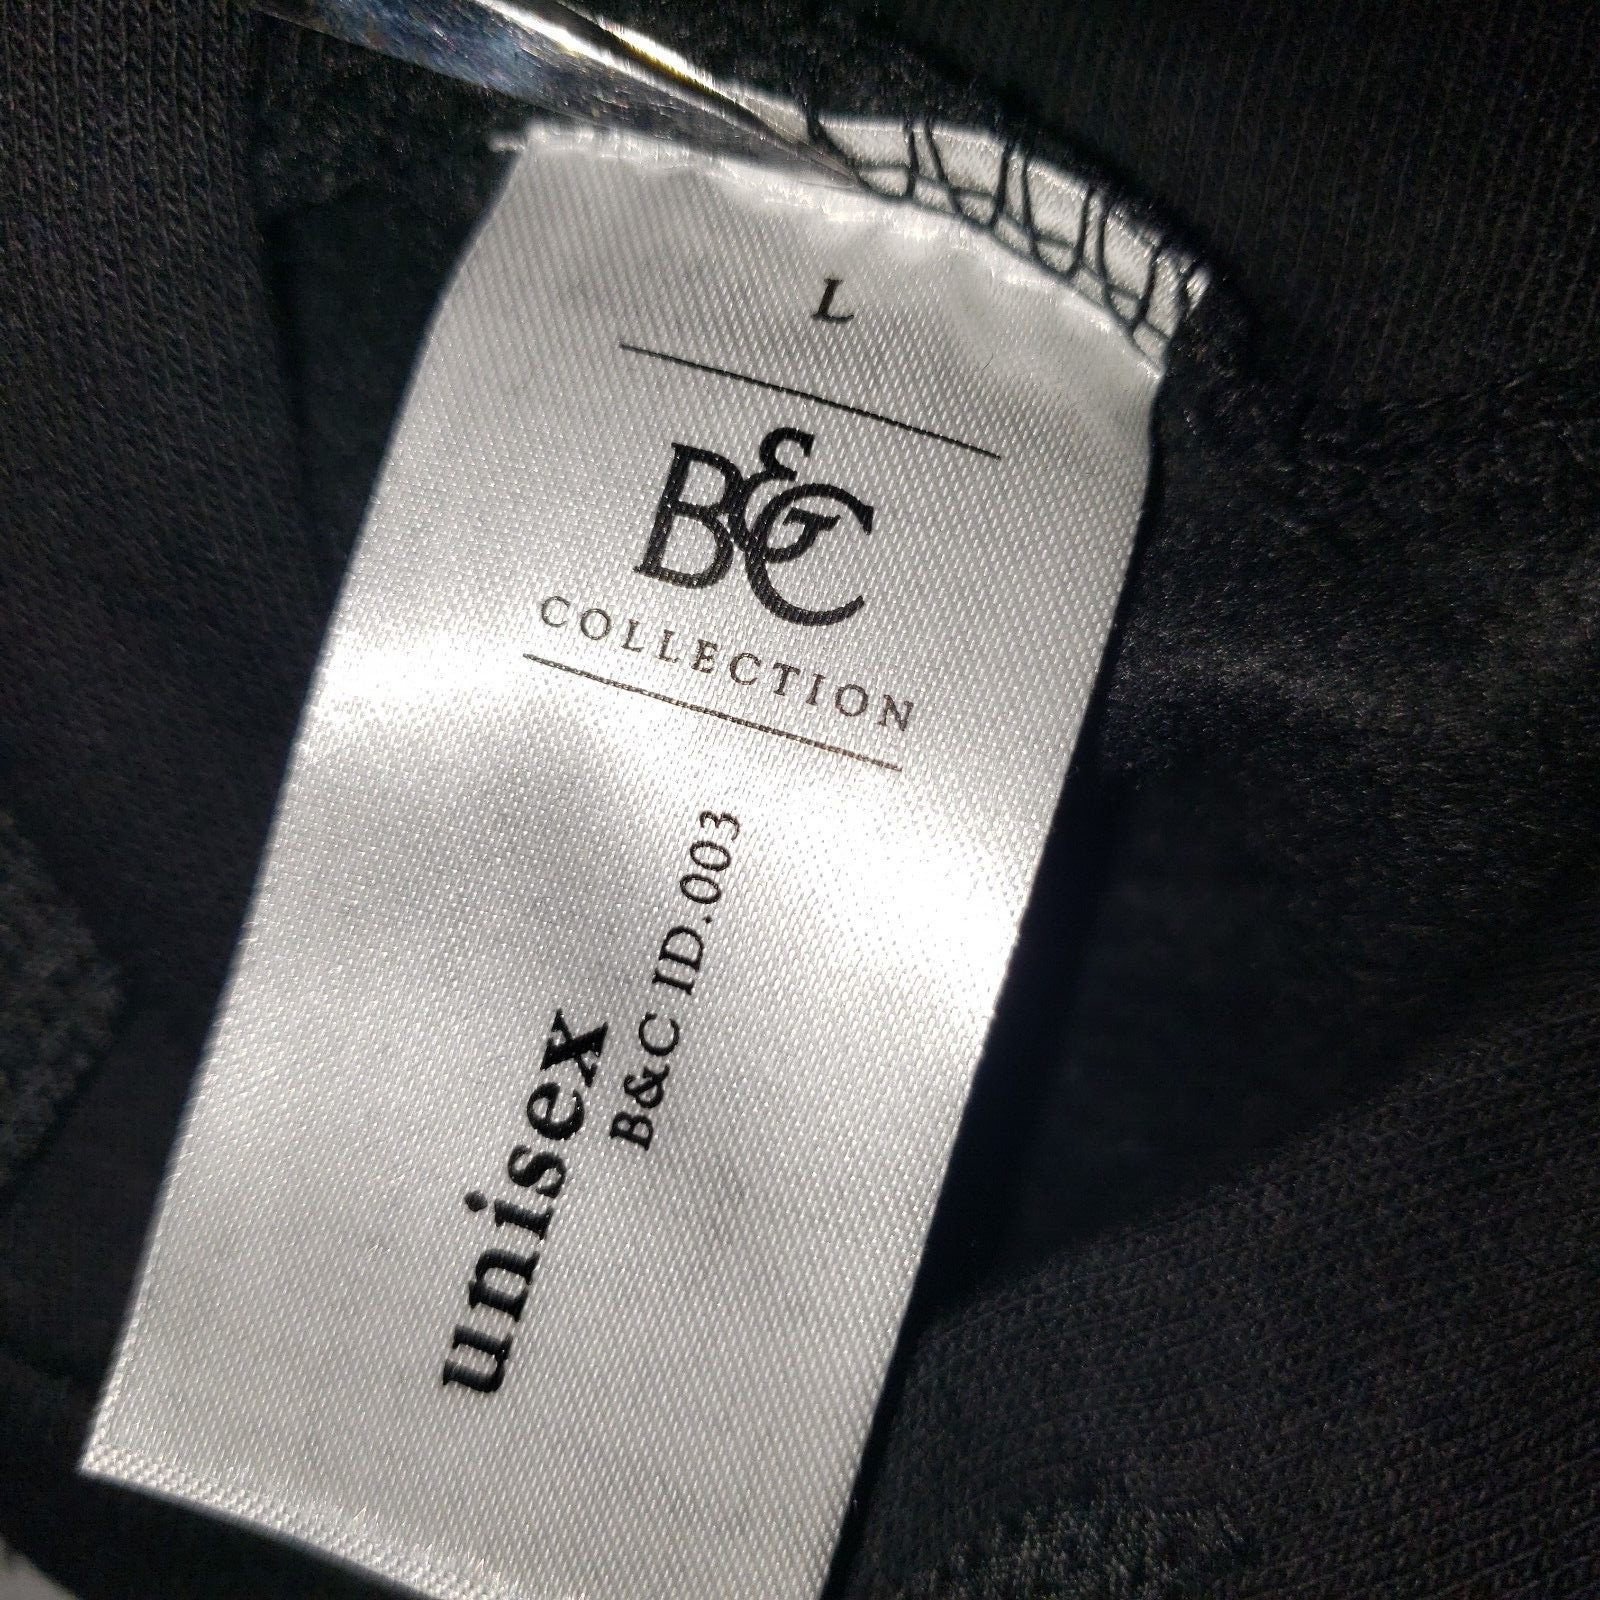 L
B&C
COLLECTION
unisex
B&C ID.003